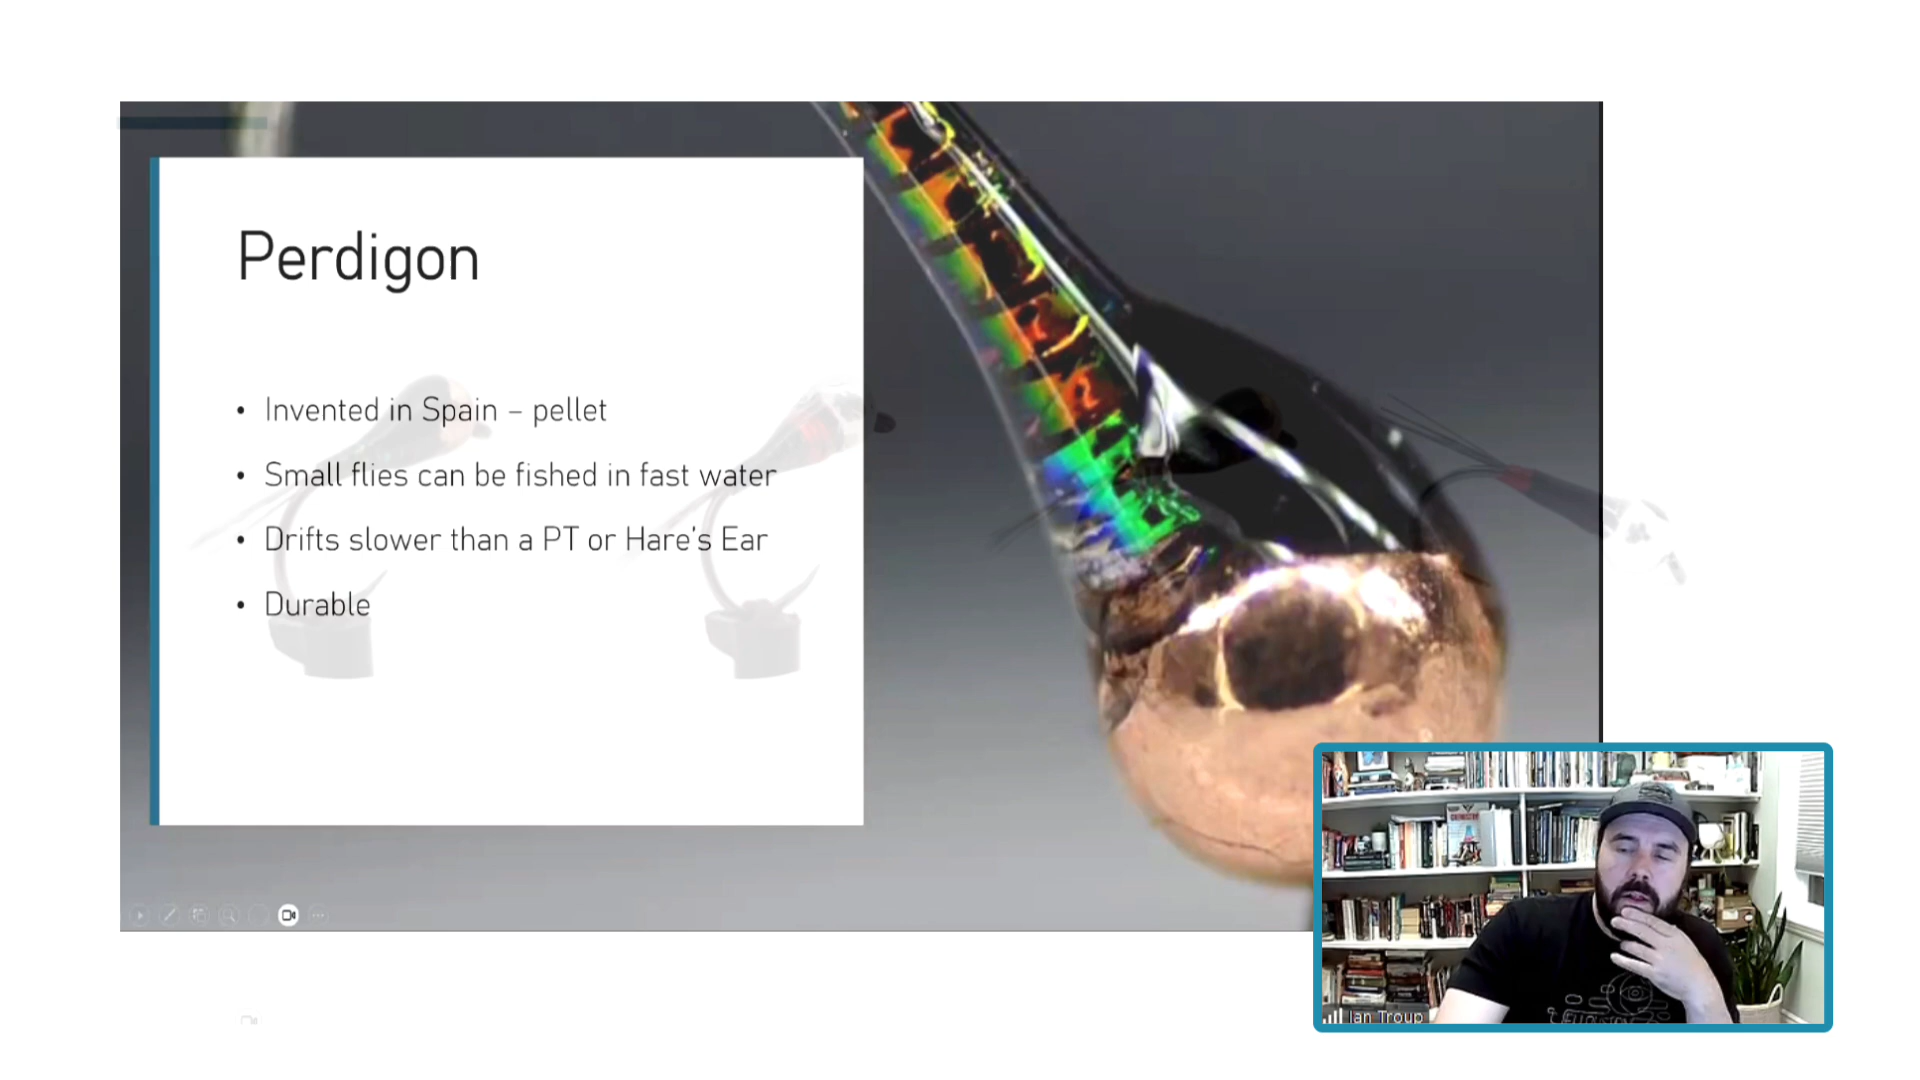 Perdigon
• Invented in Spain – pellet
• Small flies can be fished in fast water
• Drifts slower than a PT or Hare's Ear
• Durable
CHEMISTRY
Ian Troup